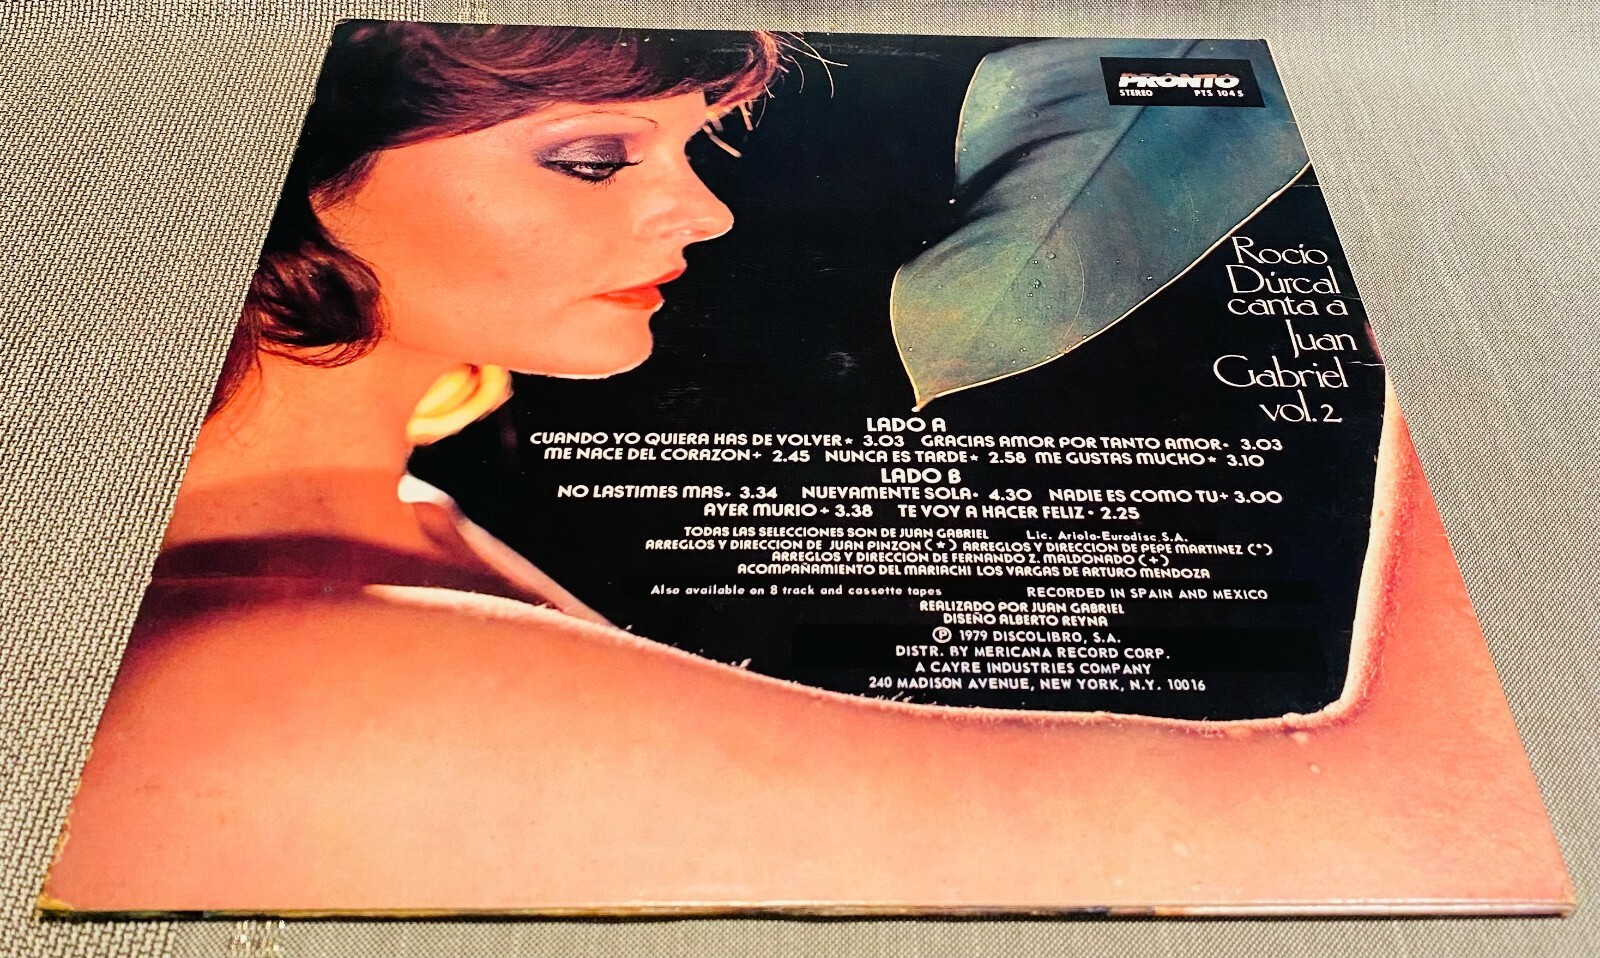 PRONTO
STEREO PTS 1045
Rocío
Dúrcal
canta a
Juan
Gabriel
vol. 2
LADO A
CUANDO YO QUIERA HAS DE VOLVER★ 3.03 GRACIAS AMOR POR TANTO AMOR• 3.03
ME NACE DEL CORAZON+ 2.45 NUNCA ES TARDE★ 2.58 ME GUSTAS MUCHO★ 3.10
LADO B
NO LASTIMES MAS• 3.34 NUEVAMENTE SOLA• 4.30 NADIE ES COMO TU+ 3.00
AYER MURIO+ 3.38 TE VOY A HACER FELIZ• 2.25
TODAS LAS SELECCIONES SON DE JUAN GABRIEL Lic. Ariola-Eurodisc, S.A.
ARREGLOS Y DIRECCION DE JUAN PINZON (★) ARREGLOS Y DIRECCION DE PEPE MARTINEZ (•)
ARREGLOS Y DIRECCION DE FERNANDO Z. MALDONADO (+)
ACOMPAÑAMIENTO DEL MARIACHI LOS VARGAS DE ARTURO MENDOZA
Also available on 8 track and cassette tapes RECORDED IN SPAIN AND MEXICO
REALIZADO POR JUAN GABRIEL
DISEÑO ALBERTO REYNA
Ⓟ 1979 DISCOLIBRO, S.A.
DISTR. BY MERICANA RECORD CORP.
A CAYRE INDUSTRIES COMPANY
240 MADISON AVENUE, NEW YORK, N.Y. 10016